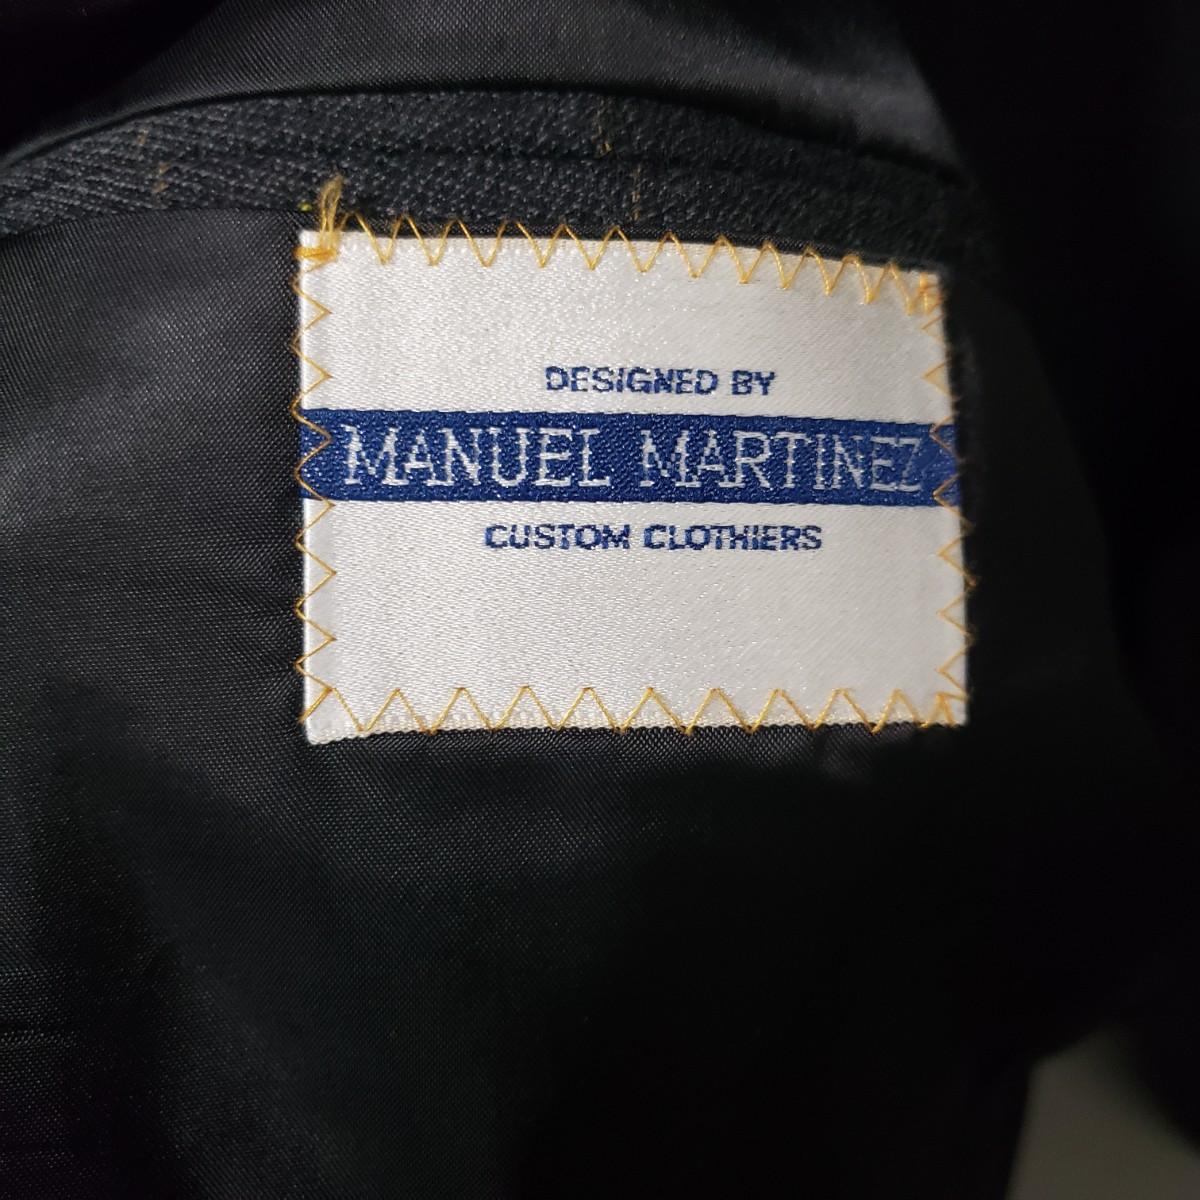 DESIGNED BY
MANUEL MARTINEZ
CUSTOM CLOTHIERS